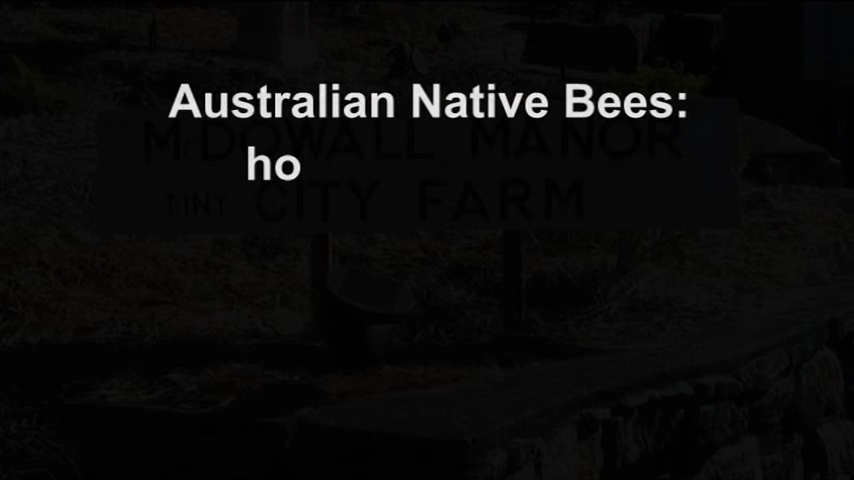 Australian Native Bees:
ho
McDOWALL MANOR
TINY CITY FARM